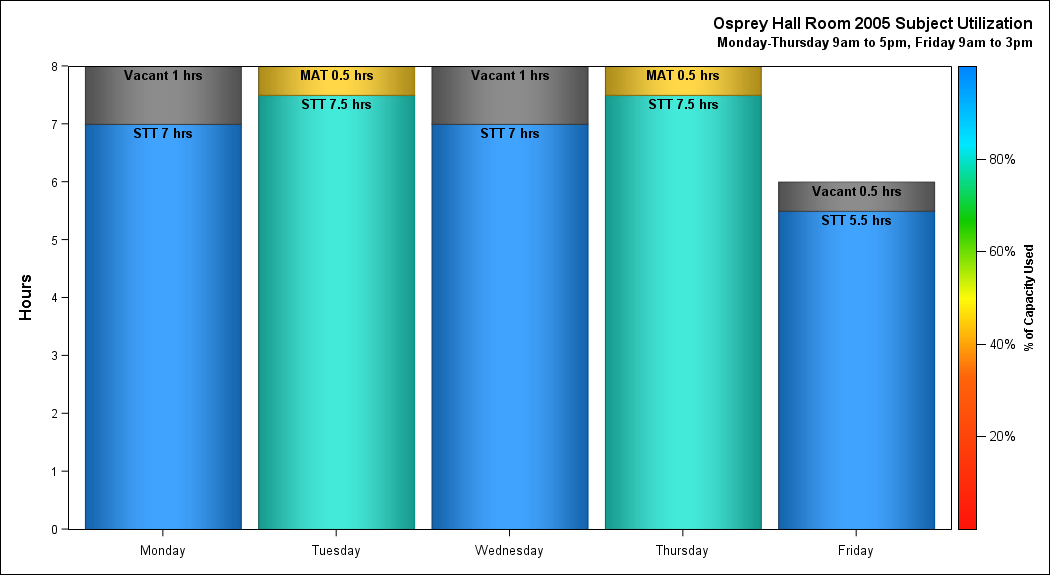 Osprey Hall Room 2005 Subject Utilization
Monday-Thursday 9am to 5pm, Friday 9am to 3pm
Hours
8
7
6
5
4
3
2
1
0
Vacant 1 hrs
STT 7 hrs
MAT 0.5 hrs
STT 7.5 hrs
Vacant 1 hrs
STT 7 hrs
MAT 0.5 hrs
STT 7.5 hrs
Vacant 0.5 hrs
STT 5.5 hrs
Monday
Tuesday
Wednesday
Thursday
Friday
80%
60%
40%
20%
% of Capacity Used